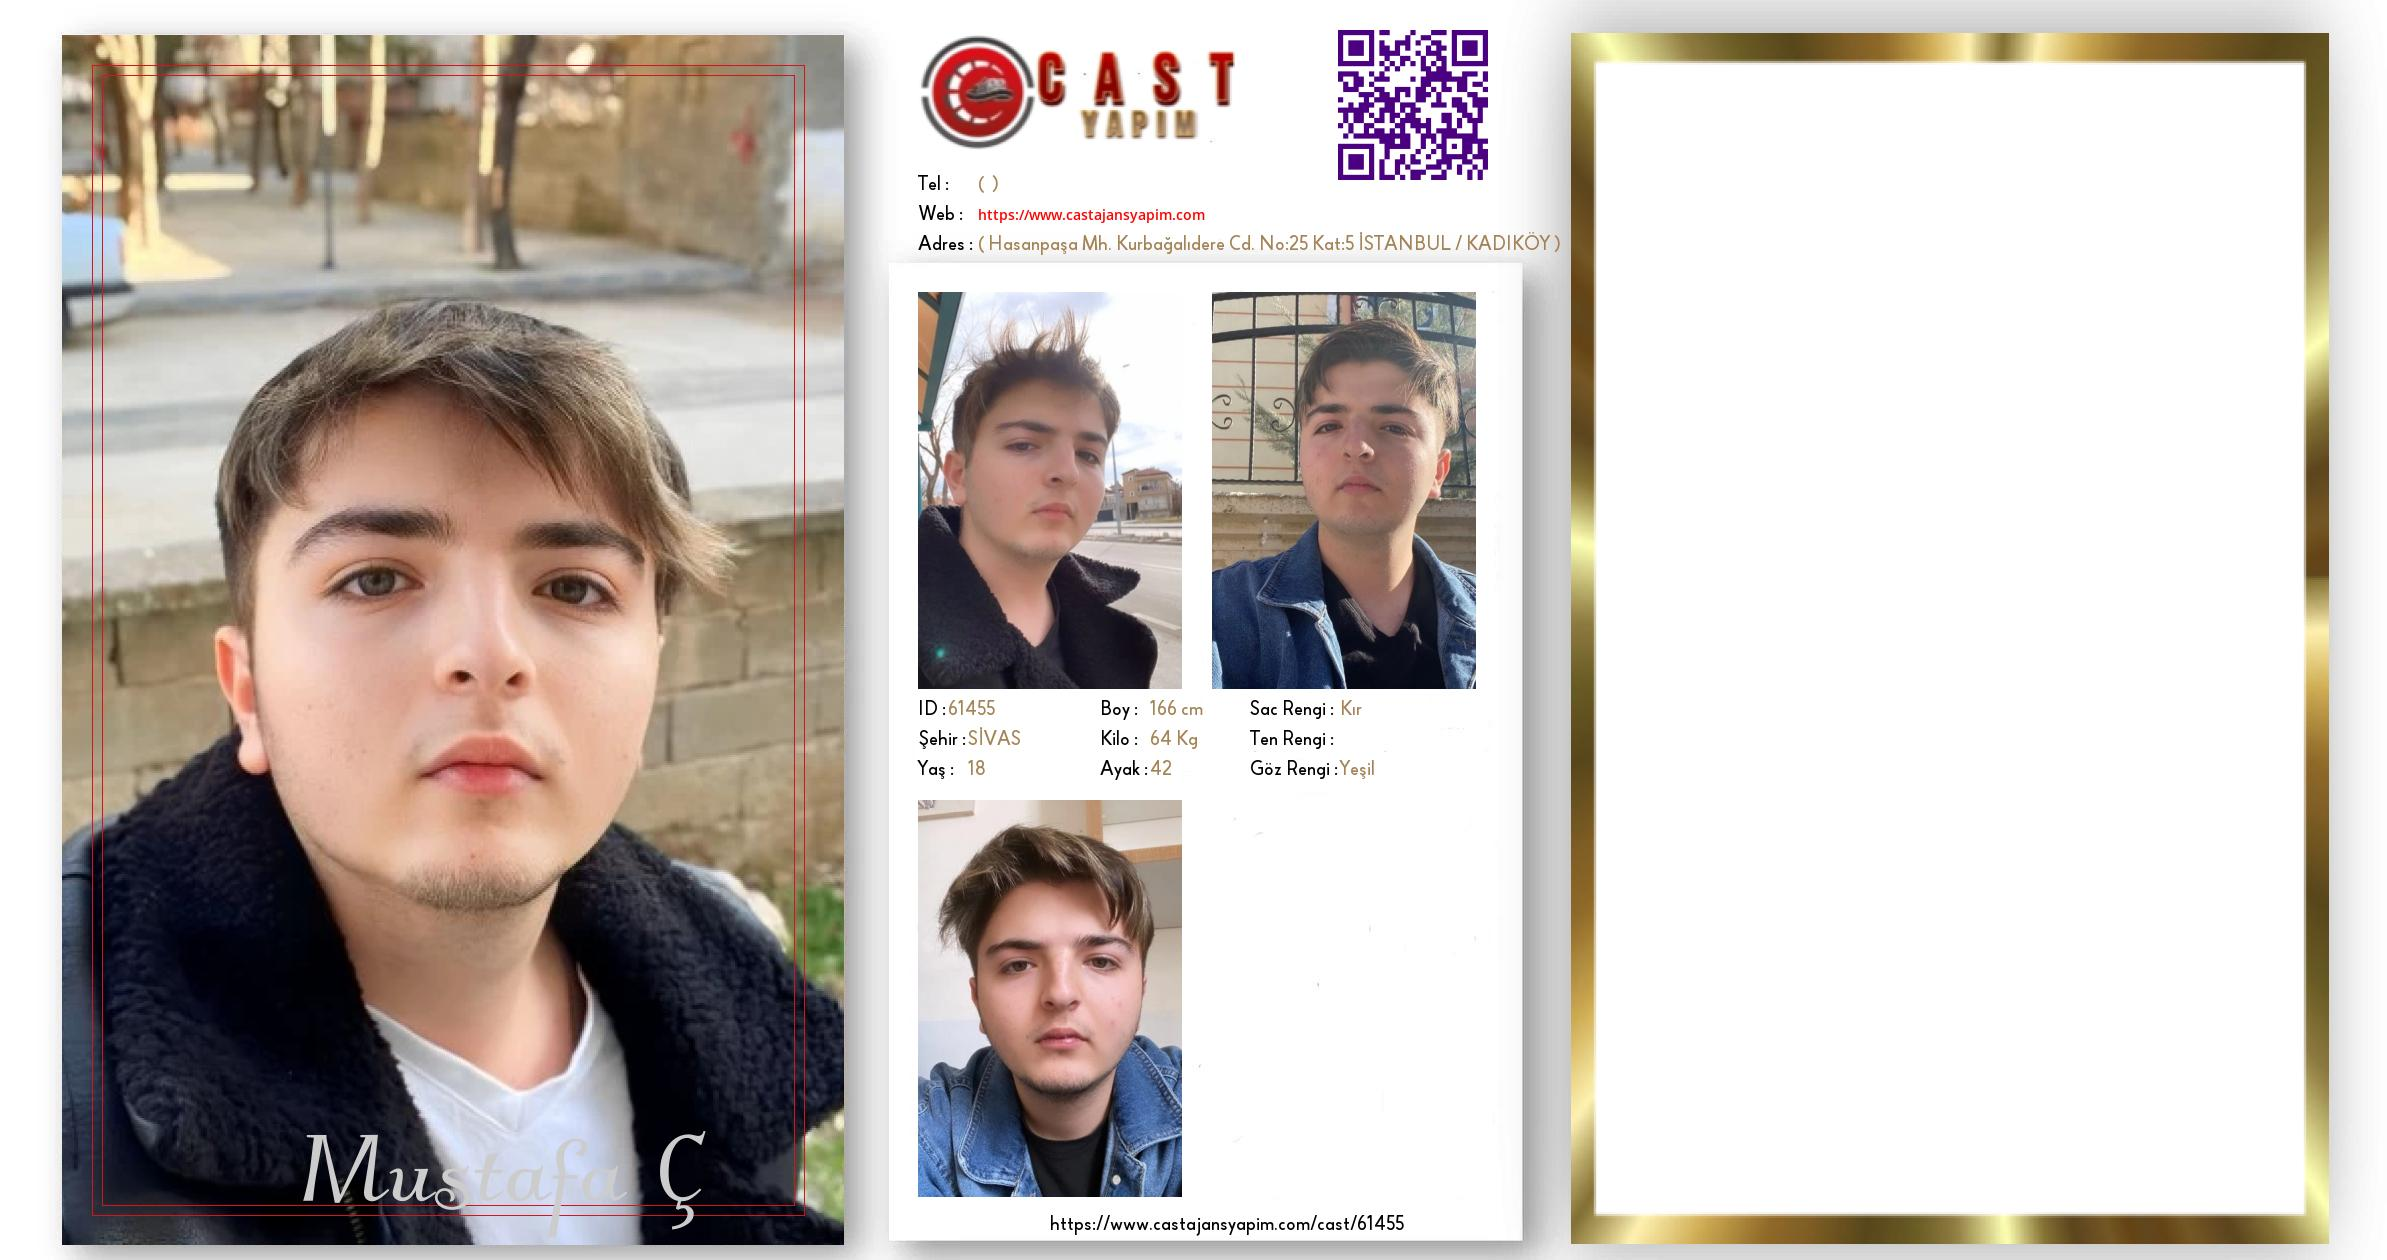 Mustafa Ç
CAST
YAPIM
Tel : ( )
Web : https://www.castajansyapim.com
Adres : ( Hasanpaşa Mh. Kurbağalıdere Cd. No:25 Kat:5 İSTANBUL / KADIKÖY )
ID : 61455 Boy : 166 cm Sac Rengi : Kır
Şehir : SİVAS Kilo : 64 Kg Ten Rengi :
Yaş : 18 Ayak : 42 Göz Rengi : Yeşil
https://www.castajansyapim.com/cast/61455